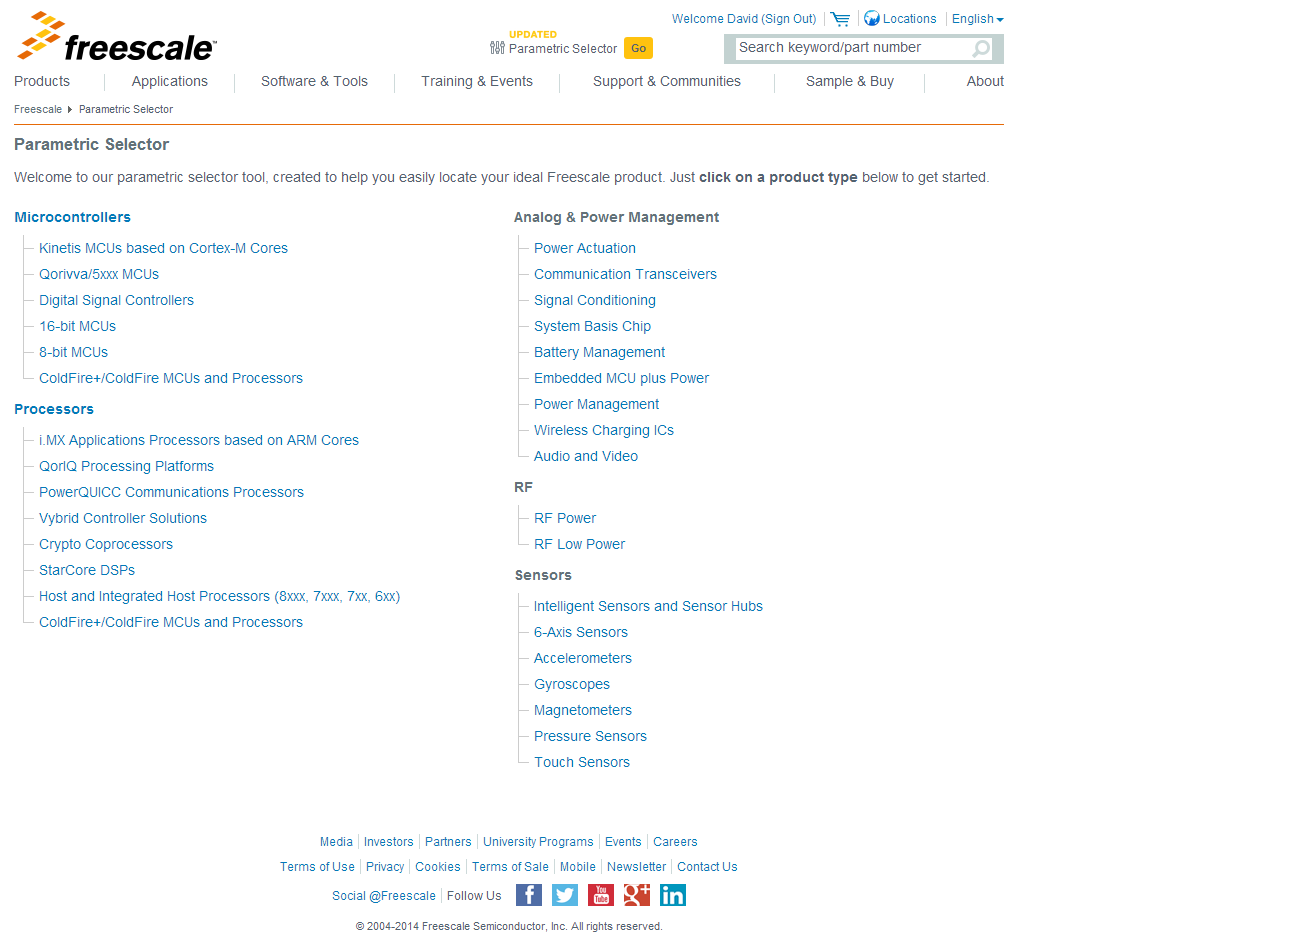 Welcome David (Sign Out) Locations English
freescale™
UPDATED
Parametric Selector Go
Search keyword/part number
Products Applications Software & Tools Training & Events Support & Communities Sample & Buy About
Freescale Parametric Selector
Parametric Selector
Welcome to our parametric selector tool, created to help you easily locate your ideal Freescale product. Just click on a product type below to get started.
Microcontrollers
Kinetis MCUs based on Cortex-M Cores
Qorivva/5xxx MCUs
Digital Signal Controllers
16-bit MCUs
8-bit MCUs
ColdFire+/ColdFire MCUs and Processors
Processors
i.MX Applications Processors based on ARM Cores
QorIQ Processing Platforms
PowerQUICC Communications Processors
Vybrid Controller Solutions
Crypto Coprocessors
StarCore DSPs
Host and Integrated Host Processors (8xxx, 7xxx, 7xx, 6xx)
ColdFire+/ColdFire MCUs and Processors
Analog & Power Management
Power Actuation
Communication Transceivers
Signal Conditioning
System Basis Chip
Battery Management
Embedded MCU plus Power
Power Management
Wireless Charging ICs
Audio and Video
RF
RF Power
RF Low Power
Sensors
Intelligent Sensors and Sensor Hubs
6-Axis Sensors
Accelerometers
Gyroscopes
Magnetometers
Pressure Sensors
Touch Sensors
Media Investors Partners University Programs Events Careers
Terms of Use Privacy Cookies Terms of Sale Mobile Newsletter Contact Us
Social @Freescale Follow Us f You Tube g+ in
© 2004-2014 Freescale Semiconductor, Inc. All rights reserved.